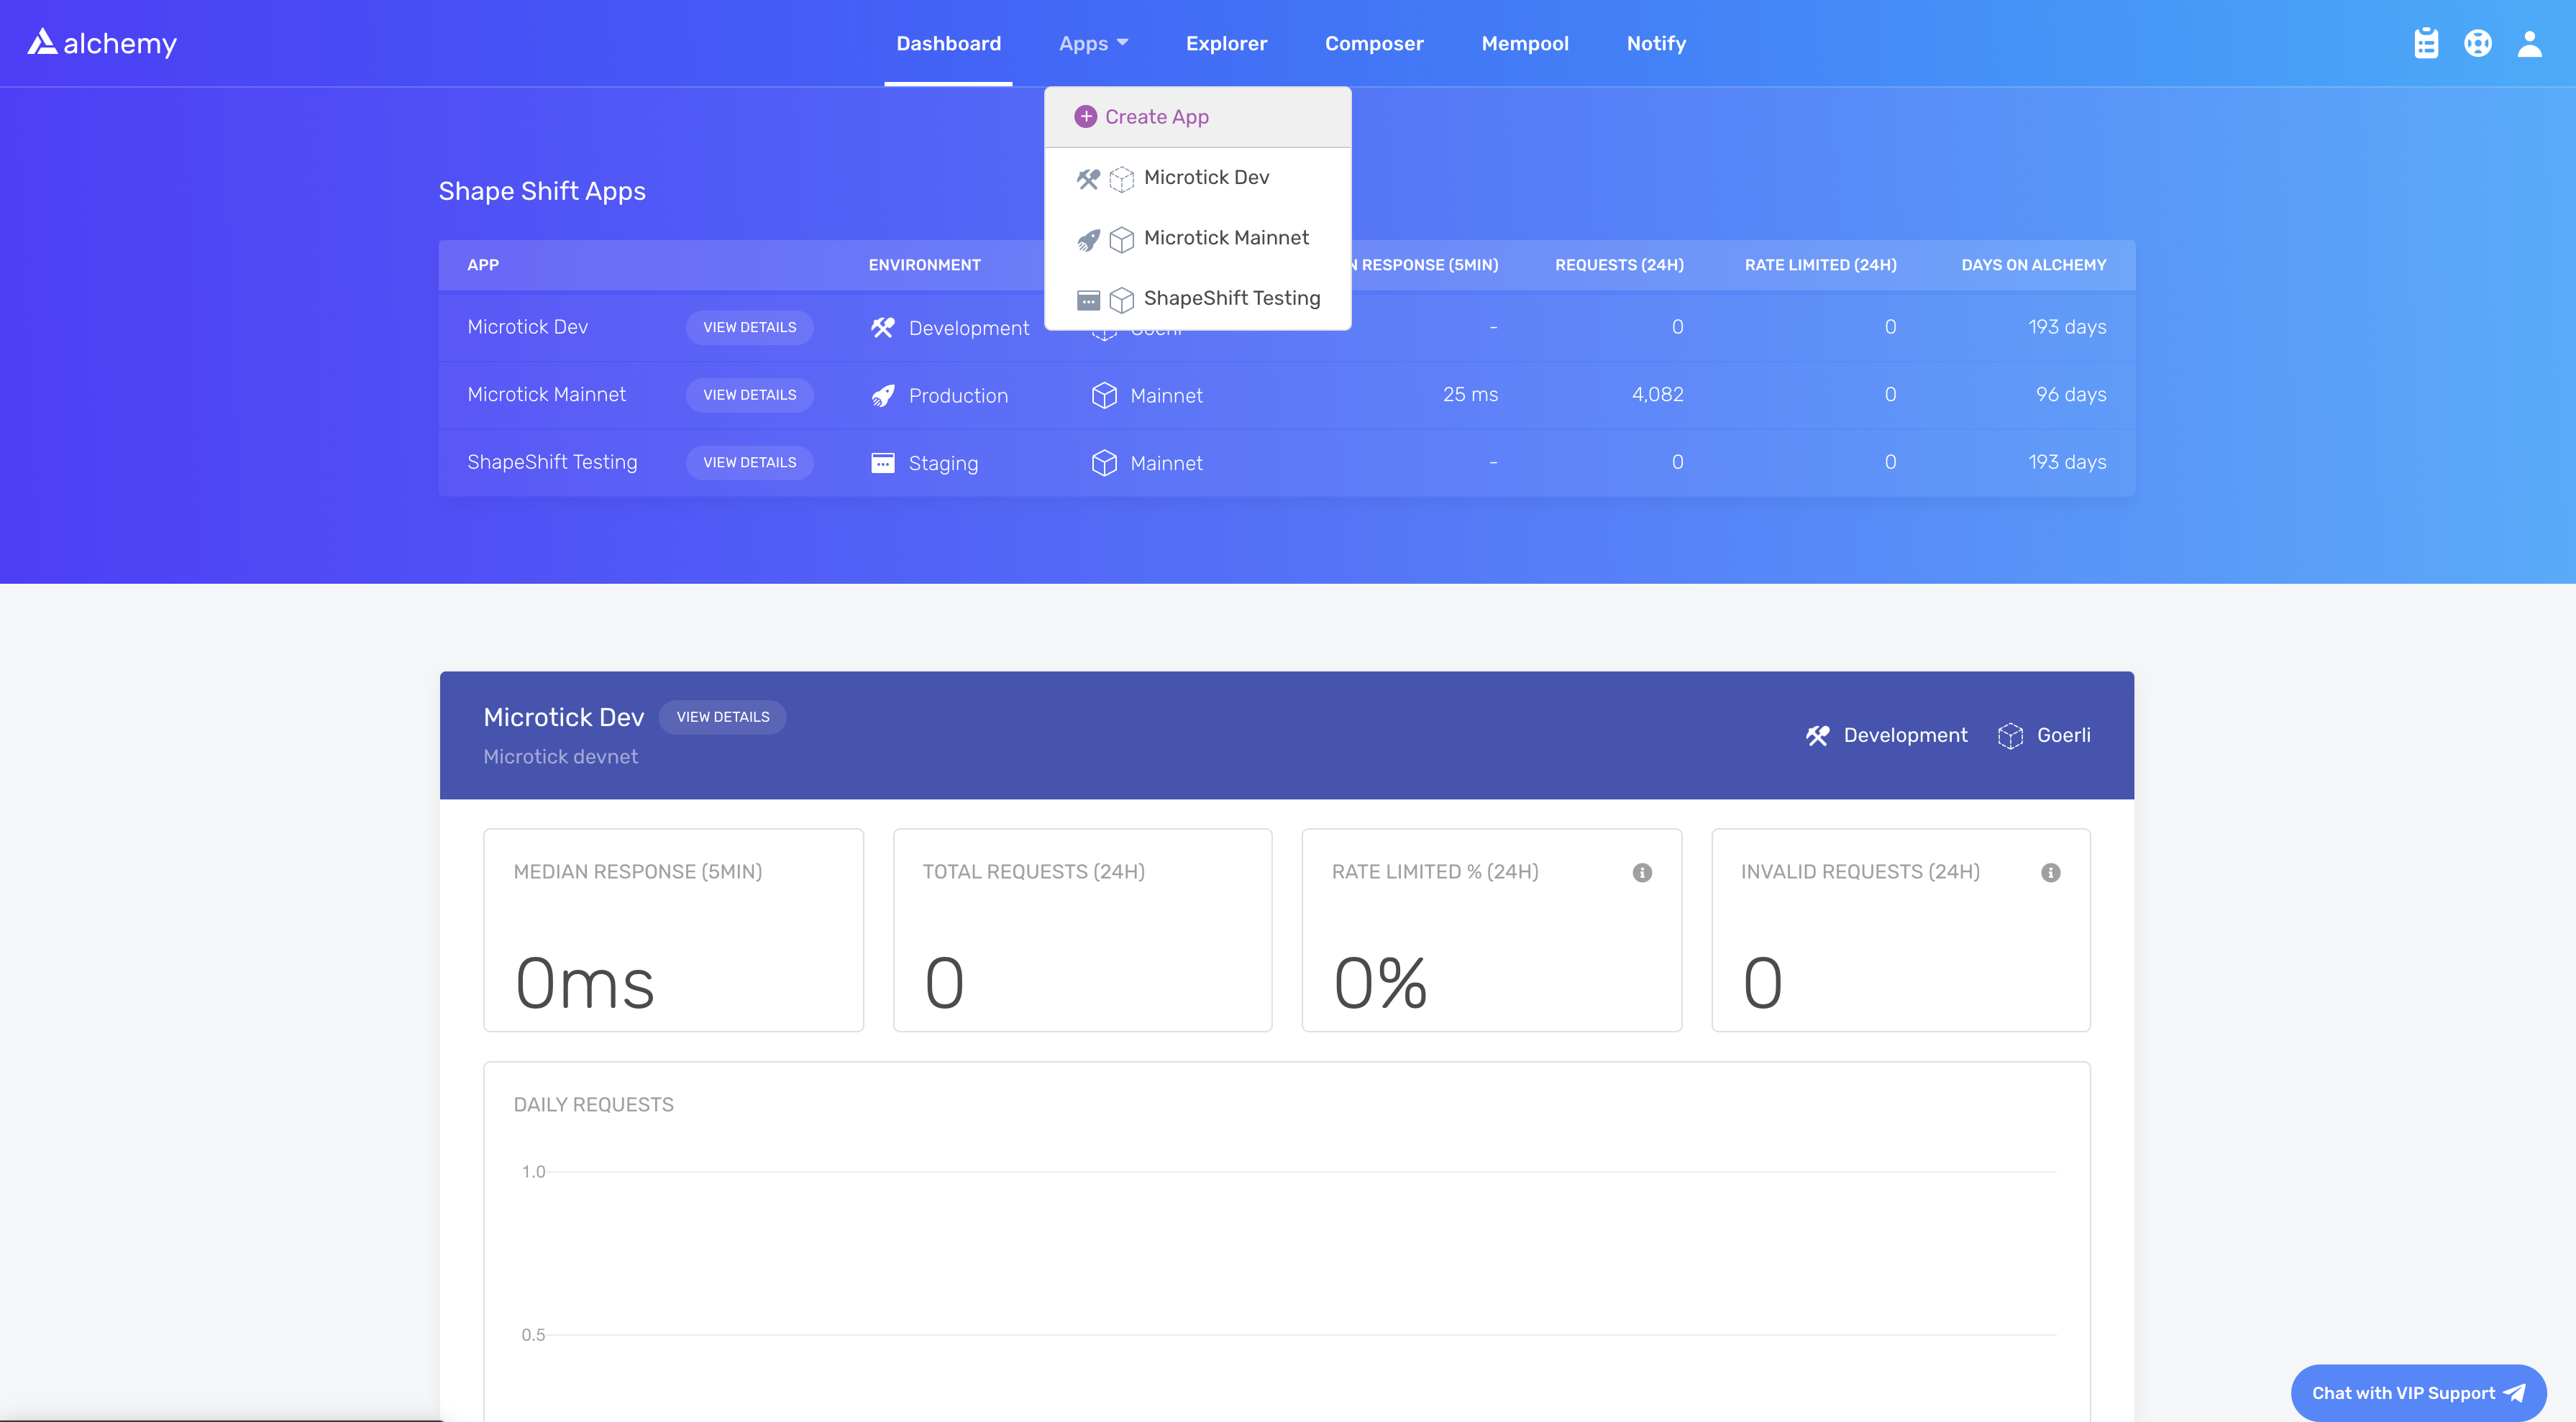 alchemy
Dashboard Apps Explorer Composer Mempool Notify
Create App
Microtick Dev
Microtick Mainnet
ShapeShift Testing
Shape Shift Apps
APP ENVIRONMENT RESPONSE (5MIN) REQUESTS (24H) RATE LIMITED (24H) DAYS ON ALCHEMY
Microtick Dev VIEW DETAILS Development - 0 0 193 days
Microtick Mainnet VIEW DETAILS Production Mainnet 25 ms 4,082 0 96 days
ShapeShift Testing VIEW DETAILS Staging Mainnet - 0 0 193 days
Microtick Dev VIEW DETAILS
Microtick devnet
Development Goerli
MEDIAN RESPONSE (5MIN)
0ms
TOTAL REQUESTS (24H)
0
RATE LIMITED % (24H)
0%
INVALID REQUESTS (24H)
0
DAILY REQUESTS
1.0
0.5
Chat with VIP Support